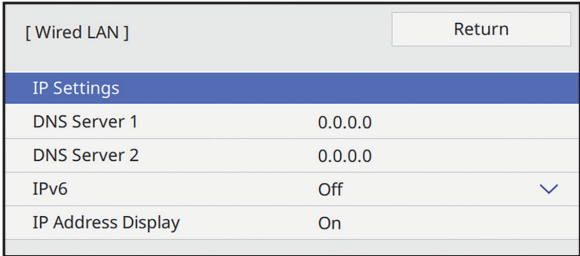 [ Wired LAN ]
Return
IP Settings
DNS Server 1 0.0.0.0
DNS Server 2 0.0.0.0
IPv6 Off
IP Address Display On